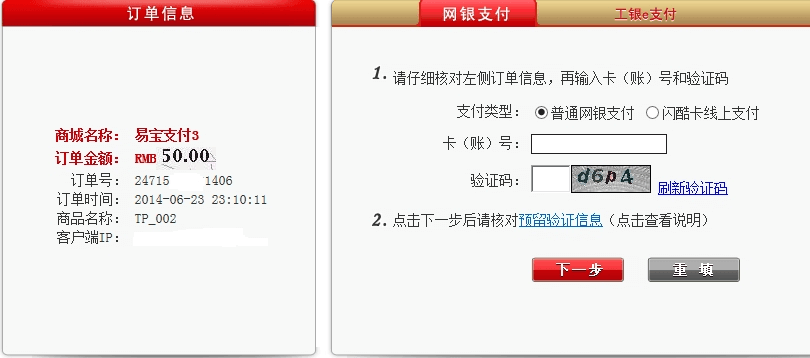 订单信息
商城名称： 易宝支付3
订单金额： RMB 50.00
订单号： 24715 1406
订单时间： 2014-06-23 23:10:11
商品名称： TP_002
客户端IP：
网银支付 工银e支付
1. 请仔细核对左侧订单信息，再输入卡（账）号和验证码
支付类型： 普通网银支付 闪酷卡线上支付
卡（账）号：
验证码： d6pA 刷新验证码
2. 点击下一步后请核对预留验证信息（点击查看说明）
下一步 重 填